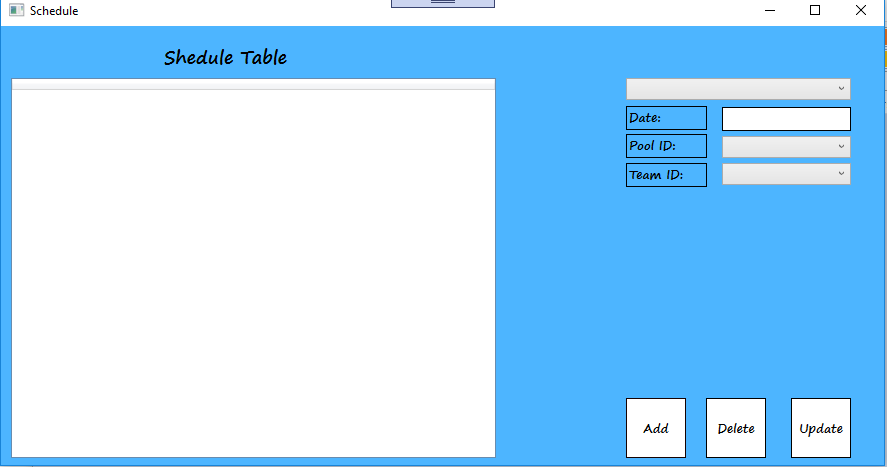 Schedule
Shedule Table
Date:
Pool ID:
Team ID:
Add
Delete
Update